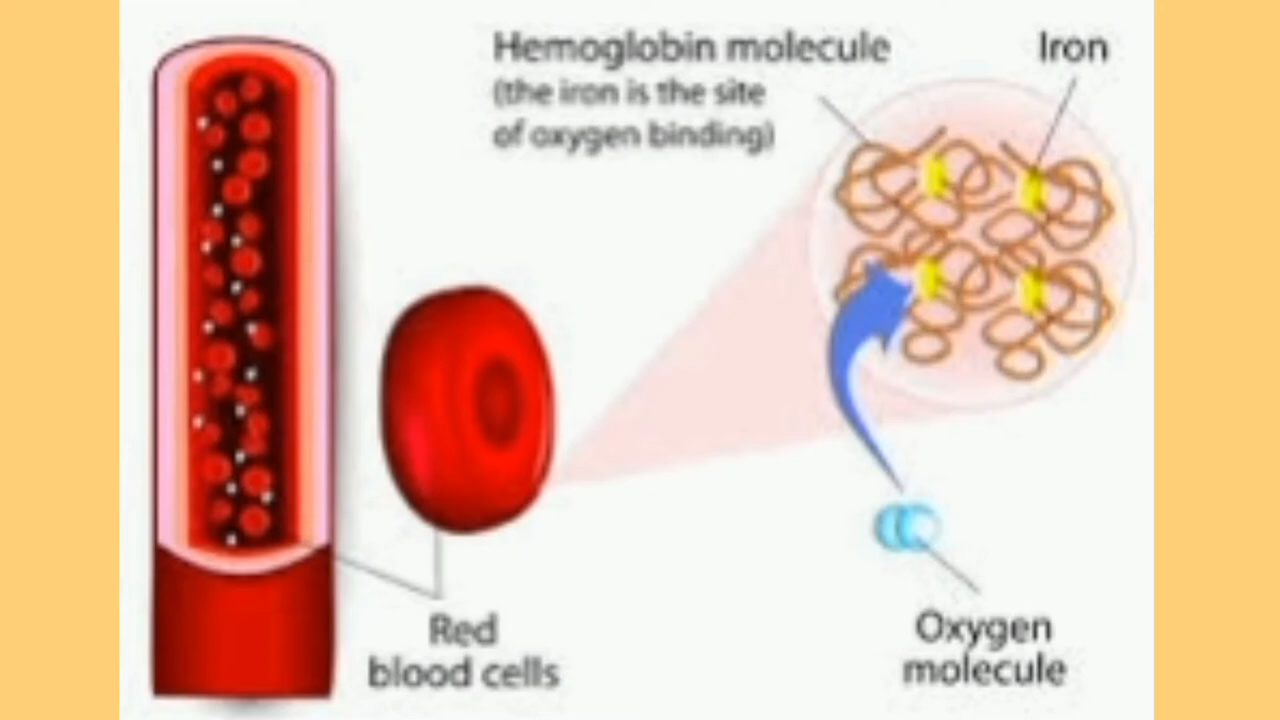 Hemoglobin molecule
(the iron is the site
of oxygen binding)
Iron
Red
blood cells
Oxygen
molecule